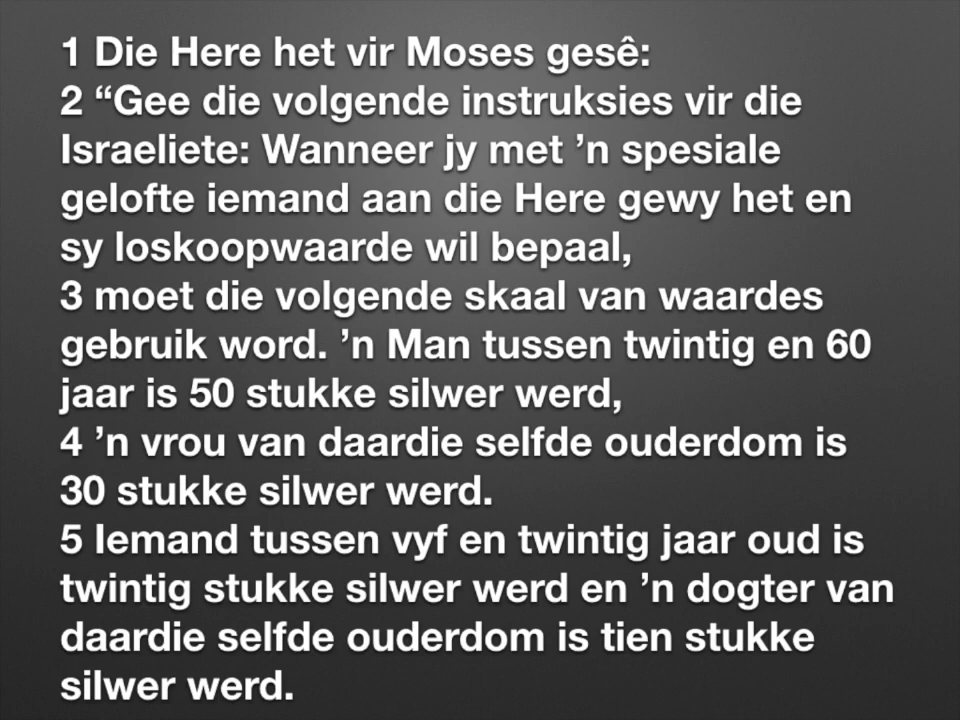 1 Die Here het vir Moses gesê:
2 “Gee die volgende instruksies vir die
Israeliete: Wanneer jy met ’n spesiale
gelofte iemand aan die Here gewy het en
sy loskoopwaarde wil bepaal,
3 moet die volgende skaal van waardes
gebruik word. ’n Man tussen twintig en 60
jaar is 50 stukke silwer werd,
4 ’n vrou van daardie selfde ouderdom is
30 stukke silwer werd.
5 Iemand tussen vyf en twintig jaar oud is
twintig stukke silwer werd en ’n dogter van
daardie selfde ouderdom is tien stukke
silwer werd.